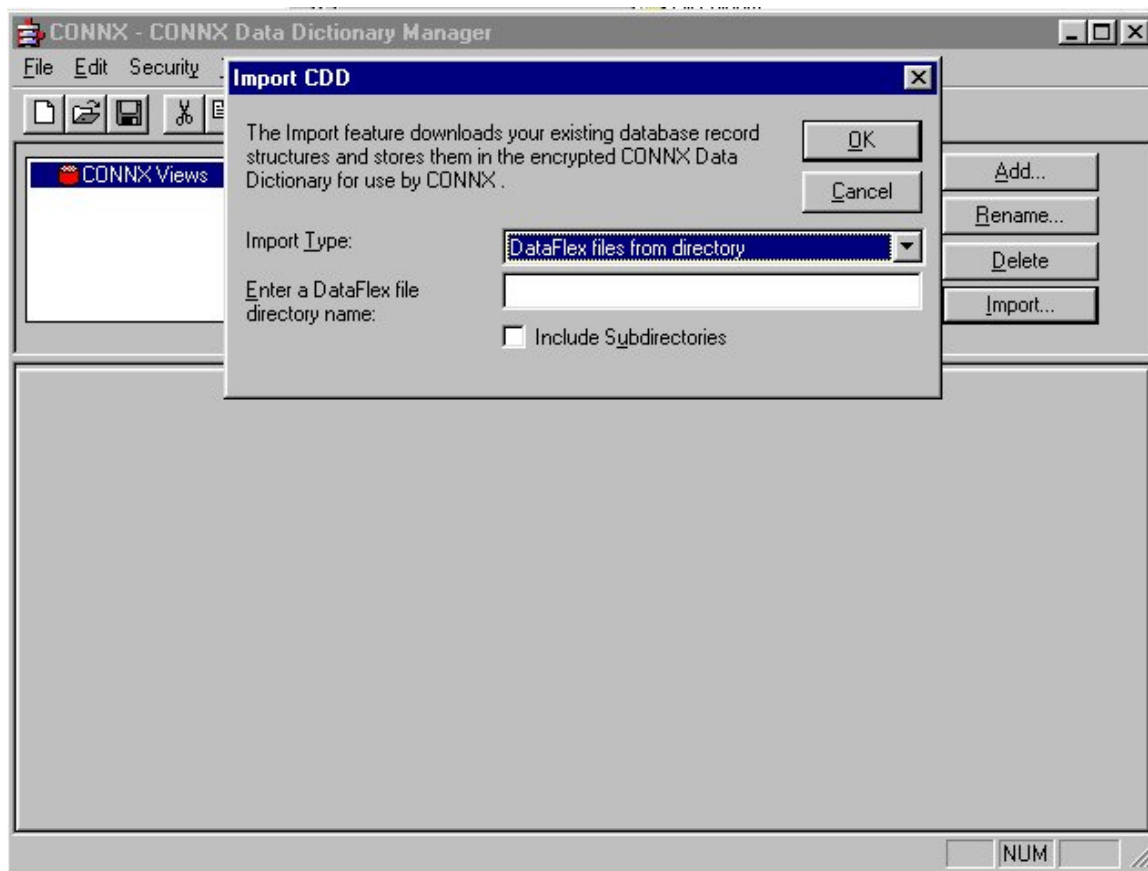 CONNX - CONNX Data Dictionary Manager
File Edit Security
Import CDD
The Import feature downloads your existing database record
structures and stores them in the encrypted CONNX Data
Dictionary for use by CONNX .
OK
Cancel
Import Type:
DataFlex files from directory
Enter a DataFlex file
directory name:
Include Subdirectories
CONNX Views
Add...
Rename...
Delete
Import...
NUM